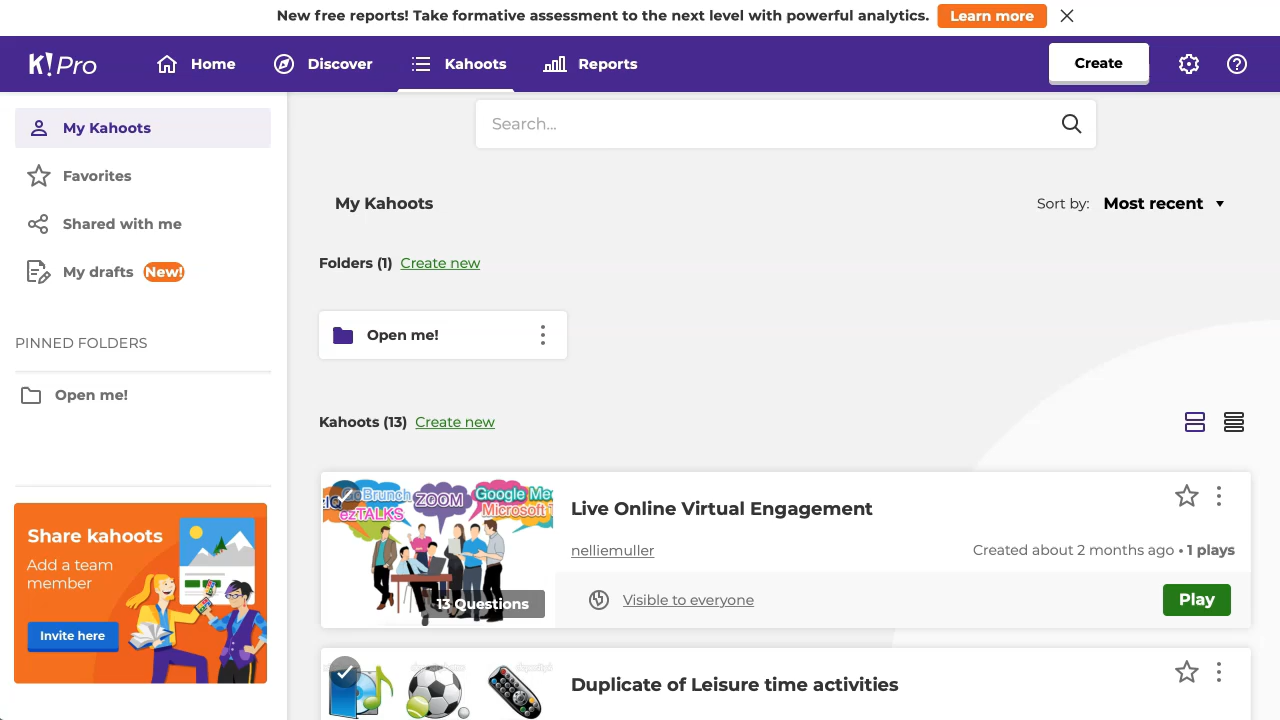 New free reports! Take formative assessment to the next level with powerful analytics. Learn more
K! Pro Home Discover Kahoots Reports Create
My Kahoots
Favorites
Shared with me
My drafts New!
PINNED FOLDERS
Open me!
Share kahoots
Add a team
member
Invite here
Search...
My Kahoots Sort by: Most recent
Folders (1) Create new
Open me!
Kahoots (13) Create new
ZOOM
Google
ezTALKS
Microsoft
13 Questions
Live Online Virtual Engagement
nelliemuller Created about 2 months ago • 1 plays
Visible to everyone Play
Duplicate of Leisure time activities